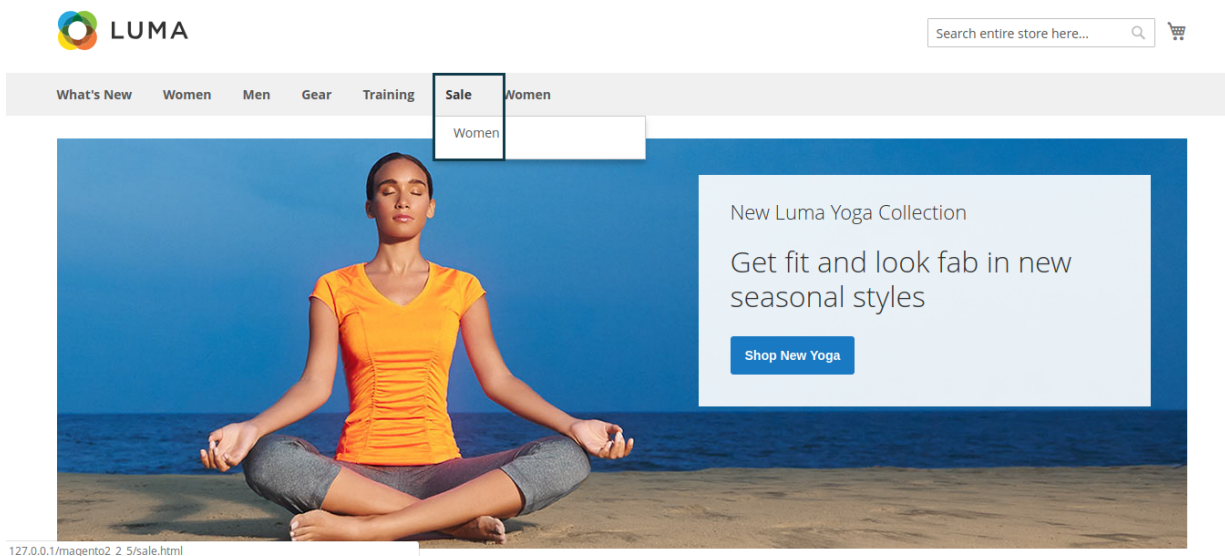 LUMA
Search entire store here...
What's New Women Men Gear Training Sale Women
Women
New Luma Yoga Collection
Get fit and look fab in new
seasonal styles
Shop New Yoga
127.0.0.1/magento2_2_5/sale.html